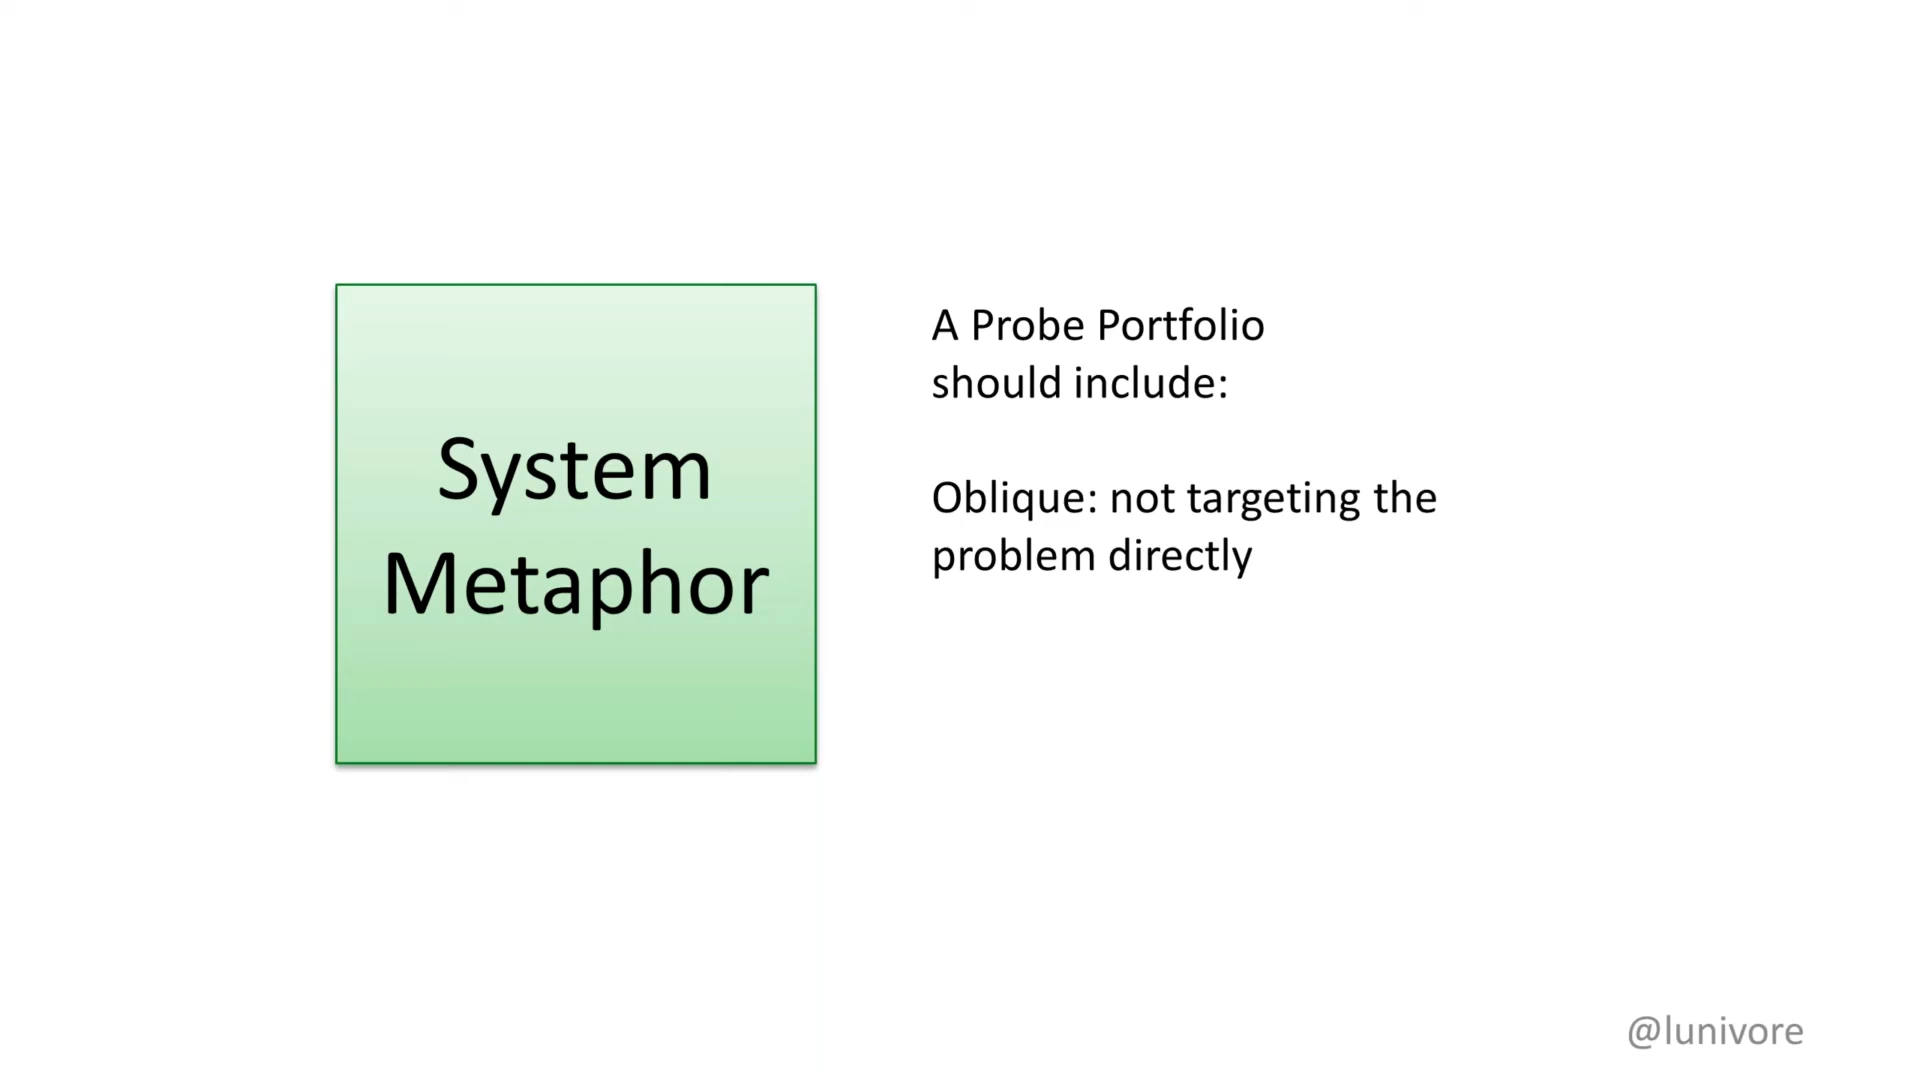 System
Metaphor
A Probe Portfolio
should include:
Oblique: not targeting the
problem directly
@lunivore